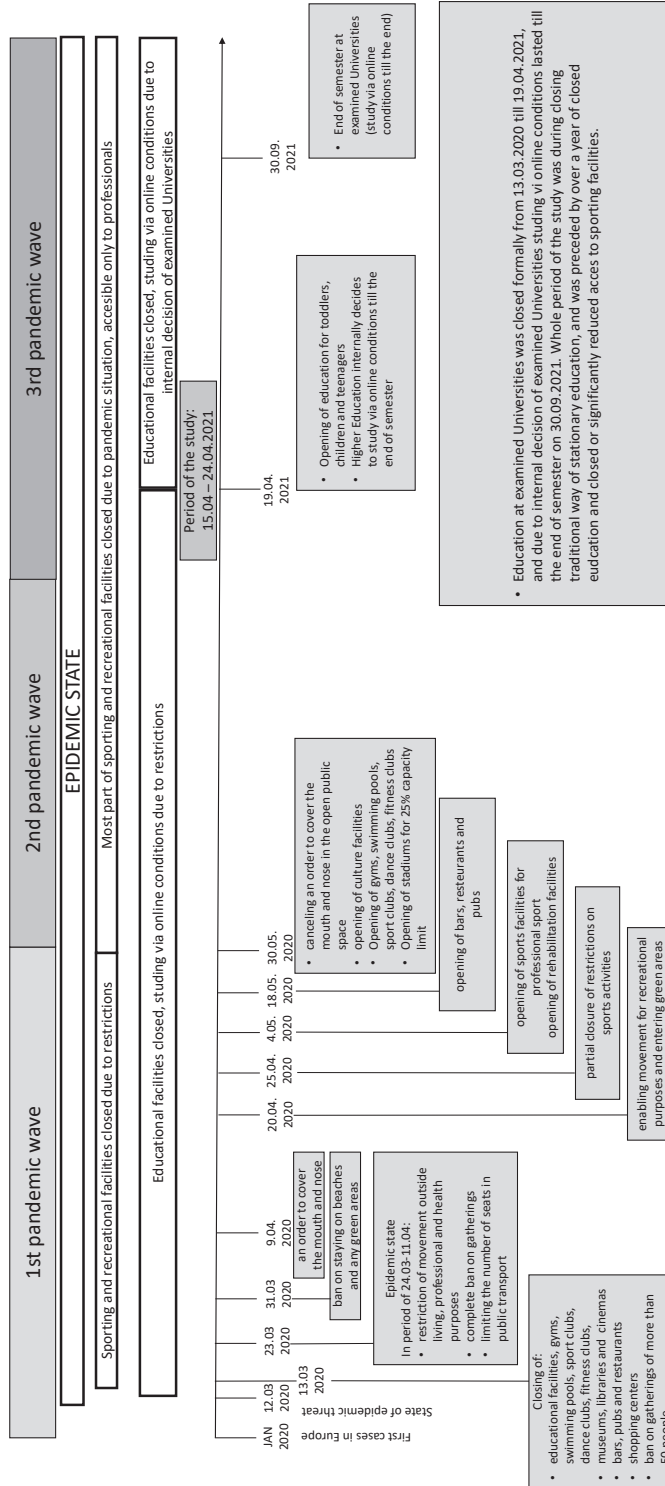 1st pandemic wave
2nd pandemic wave
3rd pandemic wave
EPIDEMIC STATE
Sporting and recreational facilities closed due to restrictions
Most part of sporting and recreational facilities closed due to pandemic situation, accesible only to professionals
Educational facilities closed, studing via online conditions due to restrictions
Educational facilities closed, studing via online conditions due to
internal decision of examined Universities
Period of the study:
15.04 – 24.04.2021
JAN
2020
First cases in Europe
12.03
2020
State of epidemic threat
13.03
2020
Closing of:
• educational facilities, gyms,
swimming pools, sport clubs,
dance clubs, fitness clubs,
• museums, libraries and cinemas
• bars, pubs and restaurants
• shopping centers
• ban on gatherings of more than
50 people
23.03
2020
Epidemic state
In period of 24.03-11.04:
• restriction of movement outside
living, professional and health
purposes
• complete ban on gatherings
• limiting the number of seats in
public transport
31.03
2020
ban on staying on beaches
and any green areas
9.04.
2020
an order to cover
the mouth and nose
20.04.
2020
enabling movement for recreational
purposes and entering green areas
25.04.
2020
partial closure of restrictions on
sports activities
4.05.
2020
opening of sports facilities for
professional sport
opening of rehabilitation facilities
18.05.
2020
opening of bars, resteurants and
pubs
30.05.
2020
• canceling an order to cover the
mouth and nose in the open public
space
• opening of culture facilities
• Opening of gyms, swimming pools,
sport clubs, dance clubs, fitness clubs
• Opening of stadiums for 25% capacity
limit
19.04.
2021
• Opening of education for toddlers,
children and teenagers
• Higher Education internally decides
to study via online conditions till the
end of semester
30.09.
2021
• End of semester at
examined Universities
(study via online
conditions till the end)
• Education at examined Universities was closed formally from 13.03.2020 till 19.04.2021,
and due to internal decision of examined Universities studing vi online conditions lasted till
the end of semester on 30.09.2021. Whole period of the study was during closing
traditional way of stationary education, and was preceded by over a year of closed
eudcation and closed or significantly reduced acces to sporting facilities.